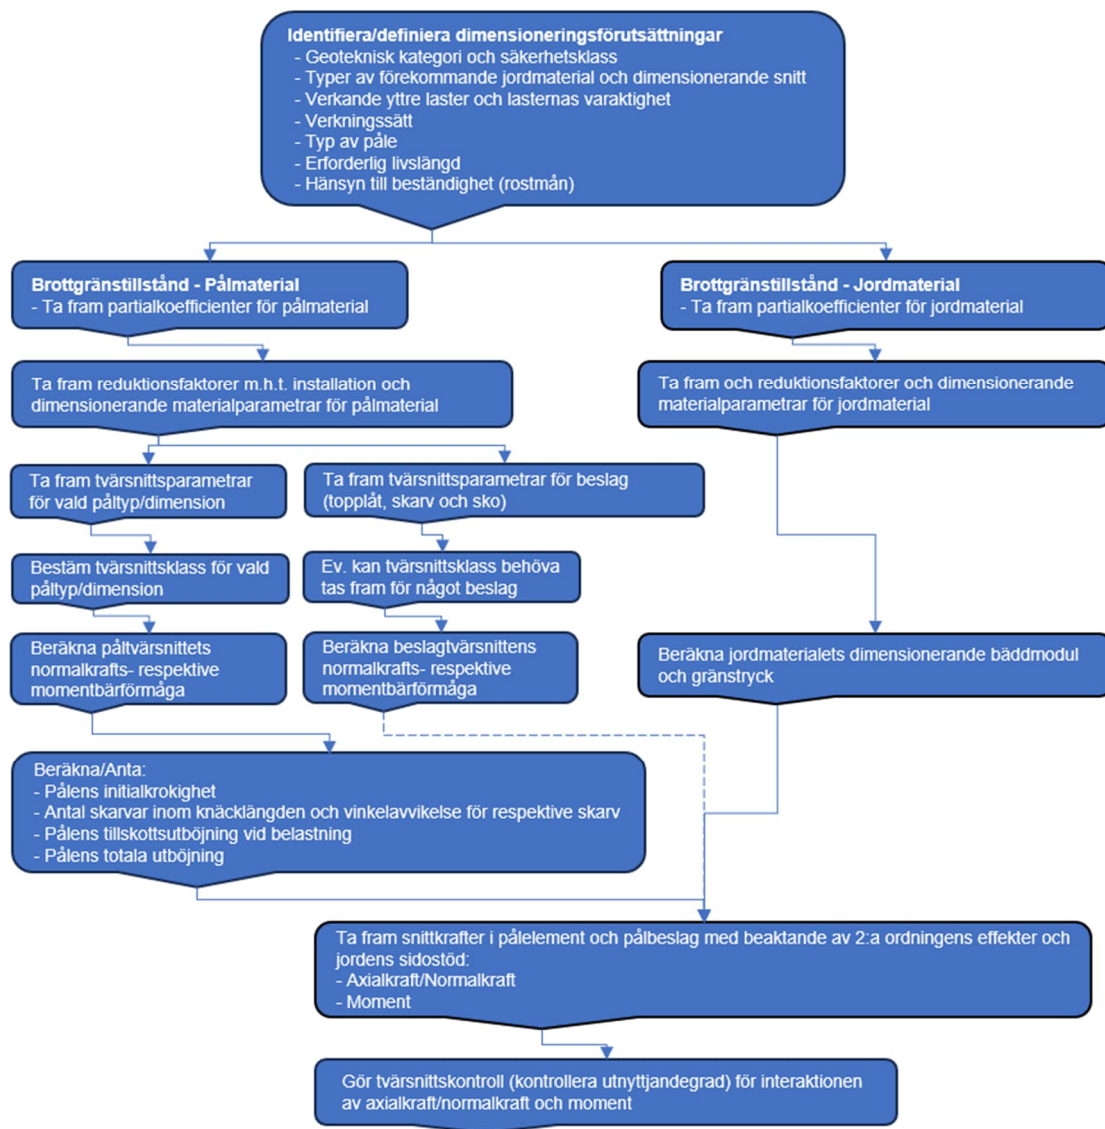 Identifiera/definiera dimensioneringsförutsättningar
- Geoteknisk kategori och säkerhetsklass
- Typer av förekommande jordmaterial och dimensionerande snitt
- Verkande yttre laster och lasternas varaktighet
- Verkningssätt
- Typ av påle
- Erforderlig livslängd
- Hänsyn till beständighet (rostmån)
Brottgränstillstånd - Pålmaterial
- Ta fram partialkoefficienter för pålmaterial
Brottgränstillstånd - Jordmaterial
- Ta fram partialkoefficienter för jordmaterial
Ta fram reduktionsfaktorer m.h.t. installation och
dimensionerande materialparametrar för pålmaterial
Ta fram och reduktionsfaktorer och dimensionerande
materialparametrar för jordmaterial
Ta fram tvärsnittsparametrar
för vald påltyp/dimension
Ta fram tvärsnittsparametrar för beslag
(topplåt, skarv och sko)
Bestäm tvärsnittsklass för vald
påltyp/dimension
Ev. kan tvärsnittsklass behöva
tas fram för något beslag
Beräkna påltvärsnittets
normalkrafts- respektive
momentbärförmåga
Beräkna beslagtvärsnittens
normalkrafts- respektive
momentbärförmåga
Beräkna jordmaterialets dimensionerande bäddmodul
och gränstryck
Beräkna/Anta:
- Pålens initialkrokighet
- Antal skarvar inom knäcklängden och vinkelavvikelse för respektive skarv
- Pålens tillskottsutböjning vid belastning
- Pålens totala utböjning
Ta fram snittkrafter i pålelement och pålbeslag med beaktande av 2:a ordningens effekter och
jordens sidostöd:
- Axialkraft/Normalkraft
- Moment
Gör tvärsnittskontroll (kontrollera utnyttjandegrad) för interaktionen
av axialkraft/normalkraft och moment